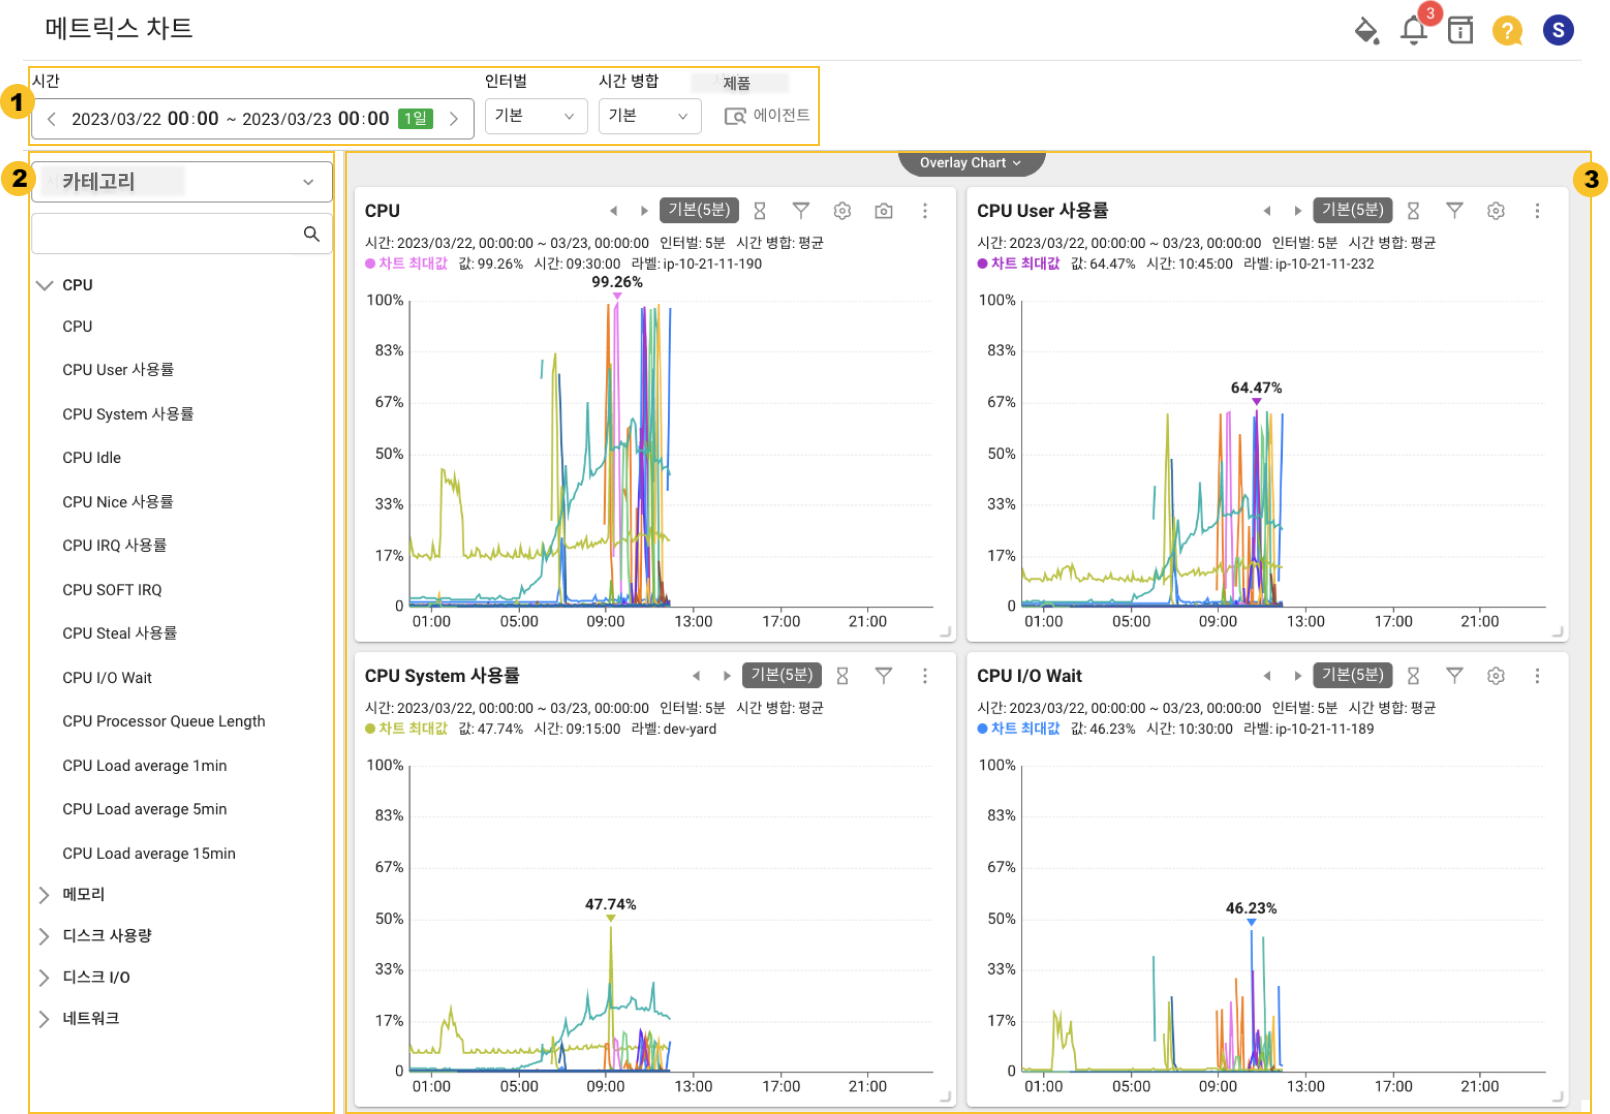 메트릭스 차트
3
?
S
1
시간
인터벌
시간 병합
제품
2023/03/22 00:00 ~ 2023/03/23 00:00 1일
기본
기본
에이전트
2
카테고리
CPU
CPU
CPU User 사용률
CPU System 사용률
CPU Idle
CPU Nice 사용률
CPU IRQ 사용률
CPU SOFT IRQ
CPU Steal 사용률
CPU I/O Wait
CPU Processor Queue Length
CPU Load average 1min
CPU Load average 5min
CPU Load average 15min
메모리
디스크 사용량
디스크 I/O
네트워크
3
Overlay Chart
CPU
기본(5분)
시간: 2023/03/22, 00:00:00 ~ 03/23, 00:00:00 인터벌: 5분 시간 병합: 평균
차트 최대값 값: 99.26% 시간: 09:30:00 라벨: ip-10-21-11-190
99.26%
100%
83%
67%
50%
33%
17%
0
01:00 05:00 09:00 13:00 17:00 21:00
CPU User 사용률
기본(5분)
시간: 2023/03/22, 00:00:00 ~ 03/23, 00:00:00 인터벌: 5분 시간 병합: 평균
차트 최대값 값: 64.47% 시간: 10:45:00 라벨: ip-10-21-11-232
100%
83%
64.47%
67%
50%
33%
17%
0
01:00 05:00 09:00 13:00 17:00 21:00
CPU System 사용률
기본(5분)
시간: 2023/03/22, 00:00:00 ~ 03/23, 00:00:00 인터벌: 5분 시간 병합: 평균
차트 최대값 값: 47.74% 시간: 09:15:00 라벨: dev-yard
100%
83%
67%
47.74%
50%
33%
17%
0
01:00 05:00 09:00 13:00 17:00 21:00
CPU I/O Wait
기본(5분)
시간: 2023/03/22, 00:00:00 ~ 03/23, 00:00:00 인터벌: 5분 시간 병합: 평균
차트 최대값 값: 46.23% 시간: 10:30:00 라벨: ip-10-21-11-189
100%
83%
67%
46.23%
50%
33%
17%
0
01:00 05:00 09:00 13:00 17:00 21:00